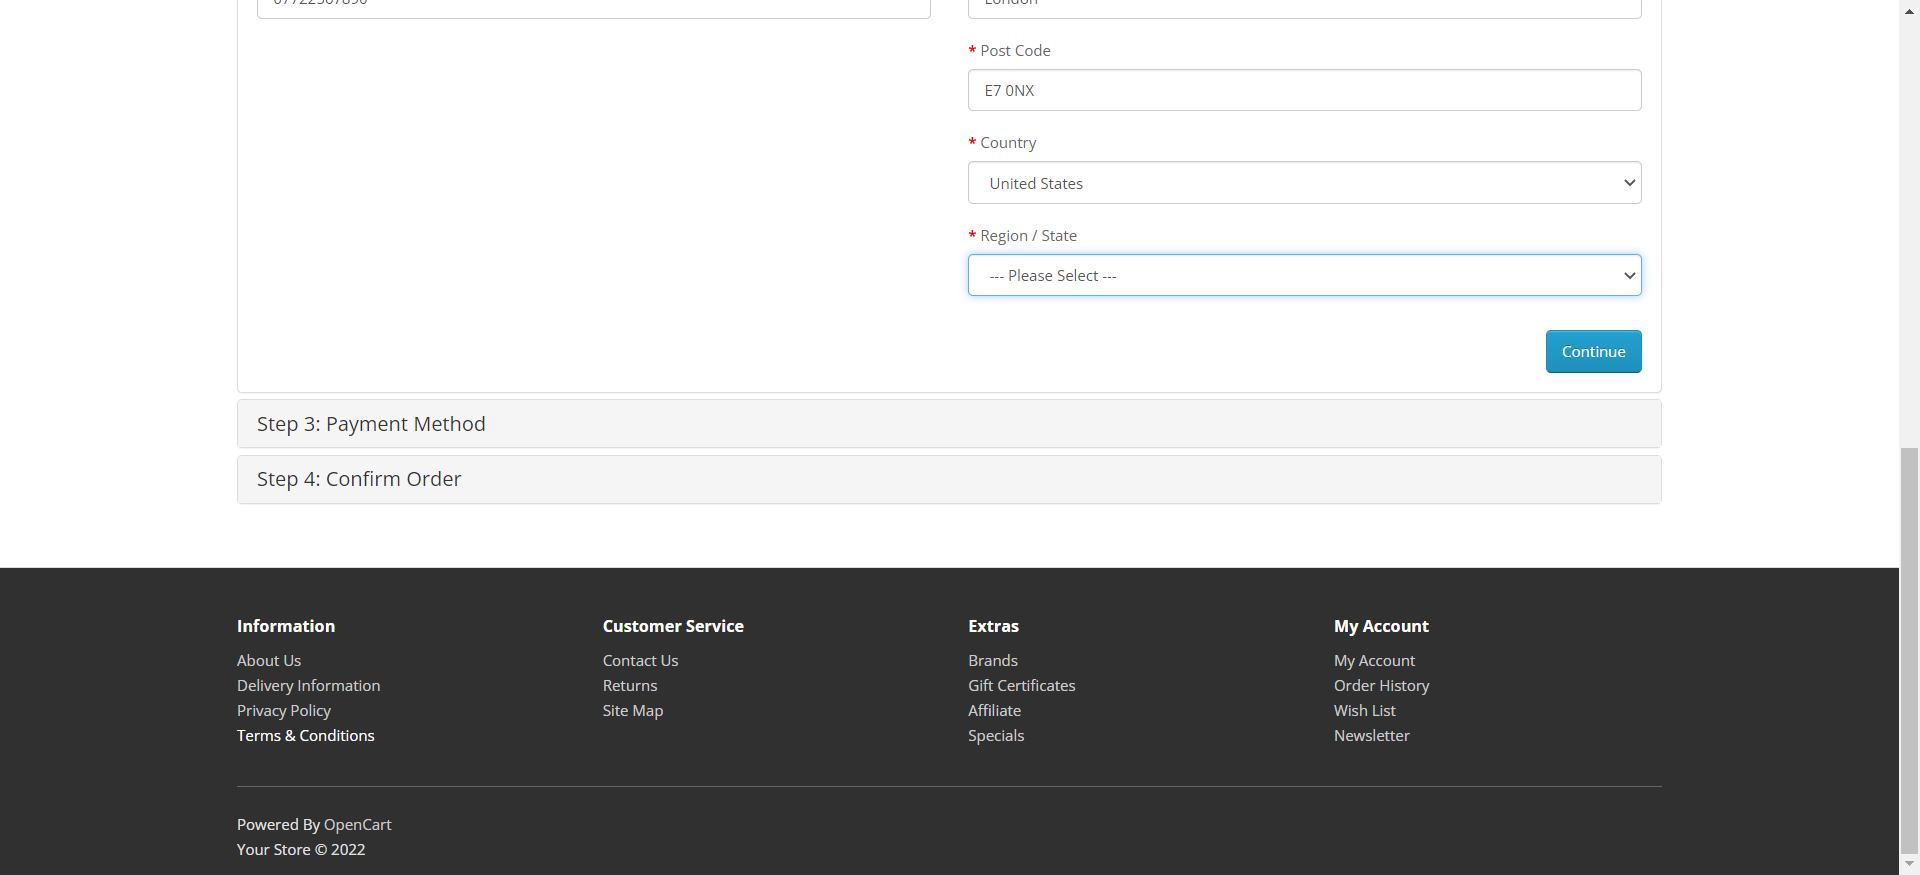 London
* Post Code
E7 0NX
* Country
United States
* Region / State
--- Please Select ---
Continue
Step 3: Payment Method
Step 4: Confirm Order
Information
About Us
Delivery Information
Privacy Policy
Terms & Conditions
Customer Service
Contact Us
Returns
Site Map
Extras
Brands
Gift Certificates
Affiliate
Specials
My Account
My Account
Order History
Wish List
Newsletter
Powered By OpenCart
Your Store © 2022